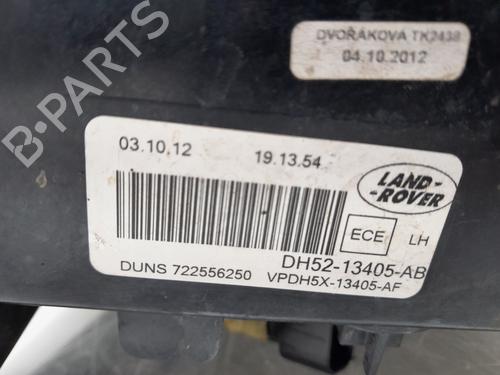 DVOŘÁKOVÁ TK2438
04.10.2012
03.10.12 19.13.54
LAND-
-ROVER
ECE LH
DH52-13405-AB
DUNS 722556250 VPDH5X-13405-AF
B-PARTS